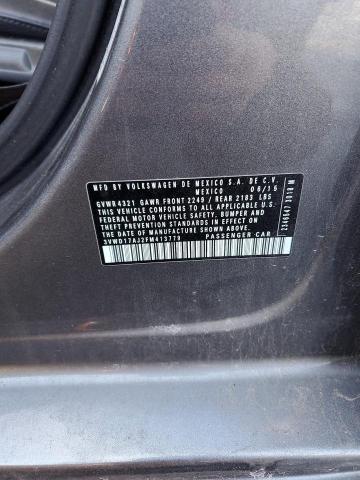 MFD. BY VOLKSWAGEN DE MEXICO S.A. DE C.V.
MEXICO 06/15
GVWR 4321 GAWR FRONT 2249 / REAR 2183 LBS
THIS VEHICLE CONFORMS TO ALL APPLICABLE U.S.
FEDERAL MOTOR VEHICLE SAFETY, BUMPER AND
THEFT PREVENTION STANDARDS IN EFFECT ON
THE DATE OF MANUFACTURE SHOWN ABOVE.
3VWD17AJ2FM413779 PASSENGER CAR